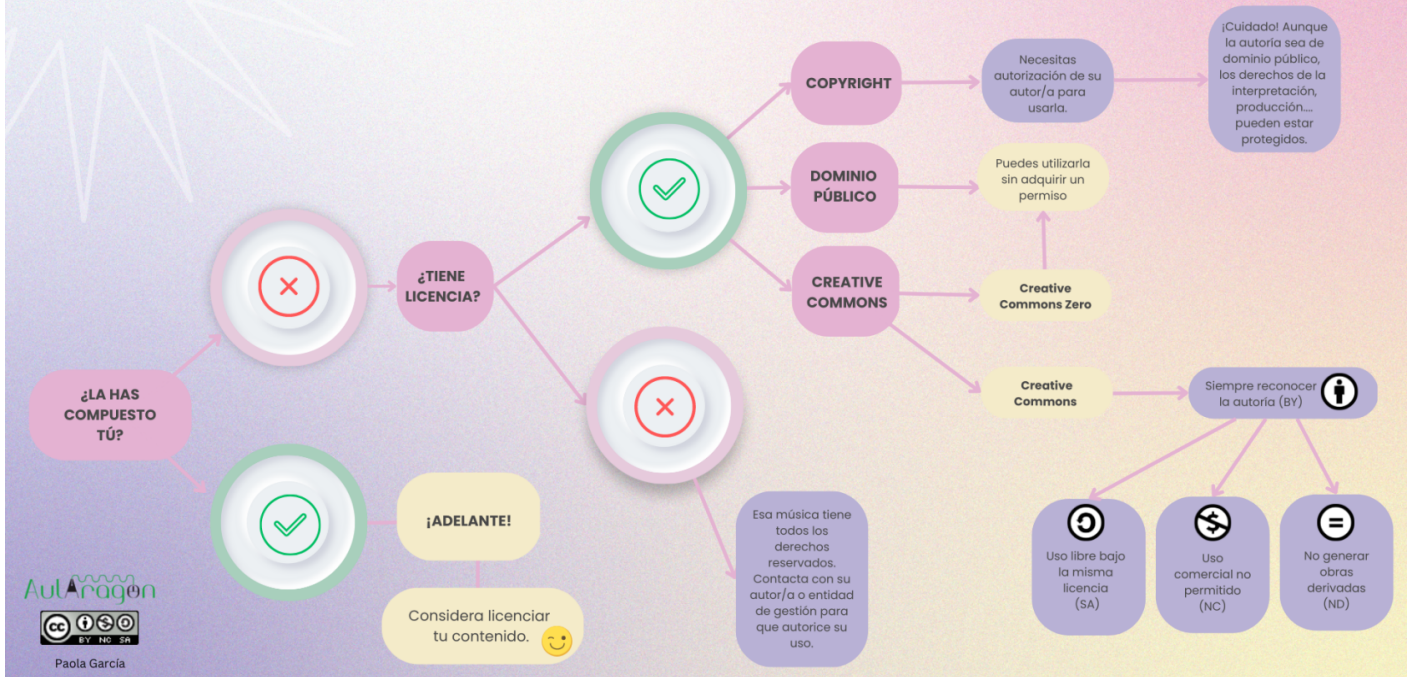 ¿LA HAS
COMPUESTO
TÚ?
¿TIENE
LICENCIA?
COPYRIGHT
Necesitas
autorización de su
autor/a para
usarla.
¡Cuidado! Aunque
la autoría sea de
dominio público,
los derechos de la
interpretación,
producción....
pueden estar
protegidos.
DOMINIO
PÚBLICO
Puedes utilizarla
sin adquirir un
permiso
CREATIVE
COMMONS
Creative
Commons Zero
Creative
Commons
Siempre reconocer
la autoría (BY)
Uso libre bajo
la misma
licencia
(SA)
Uso
comercial no
permitido
(NC)
No generar
obras
derivadas
(ND)
Esa música tiene
todos los
derechos
reservados.
Contacta con su
autor/a o entidad
de gestión para
que autorice su
uso.
¡ADELANTE!
Considera licenciar
tu contenido.
AulAragón
cc
BY NC SA
Paola García